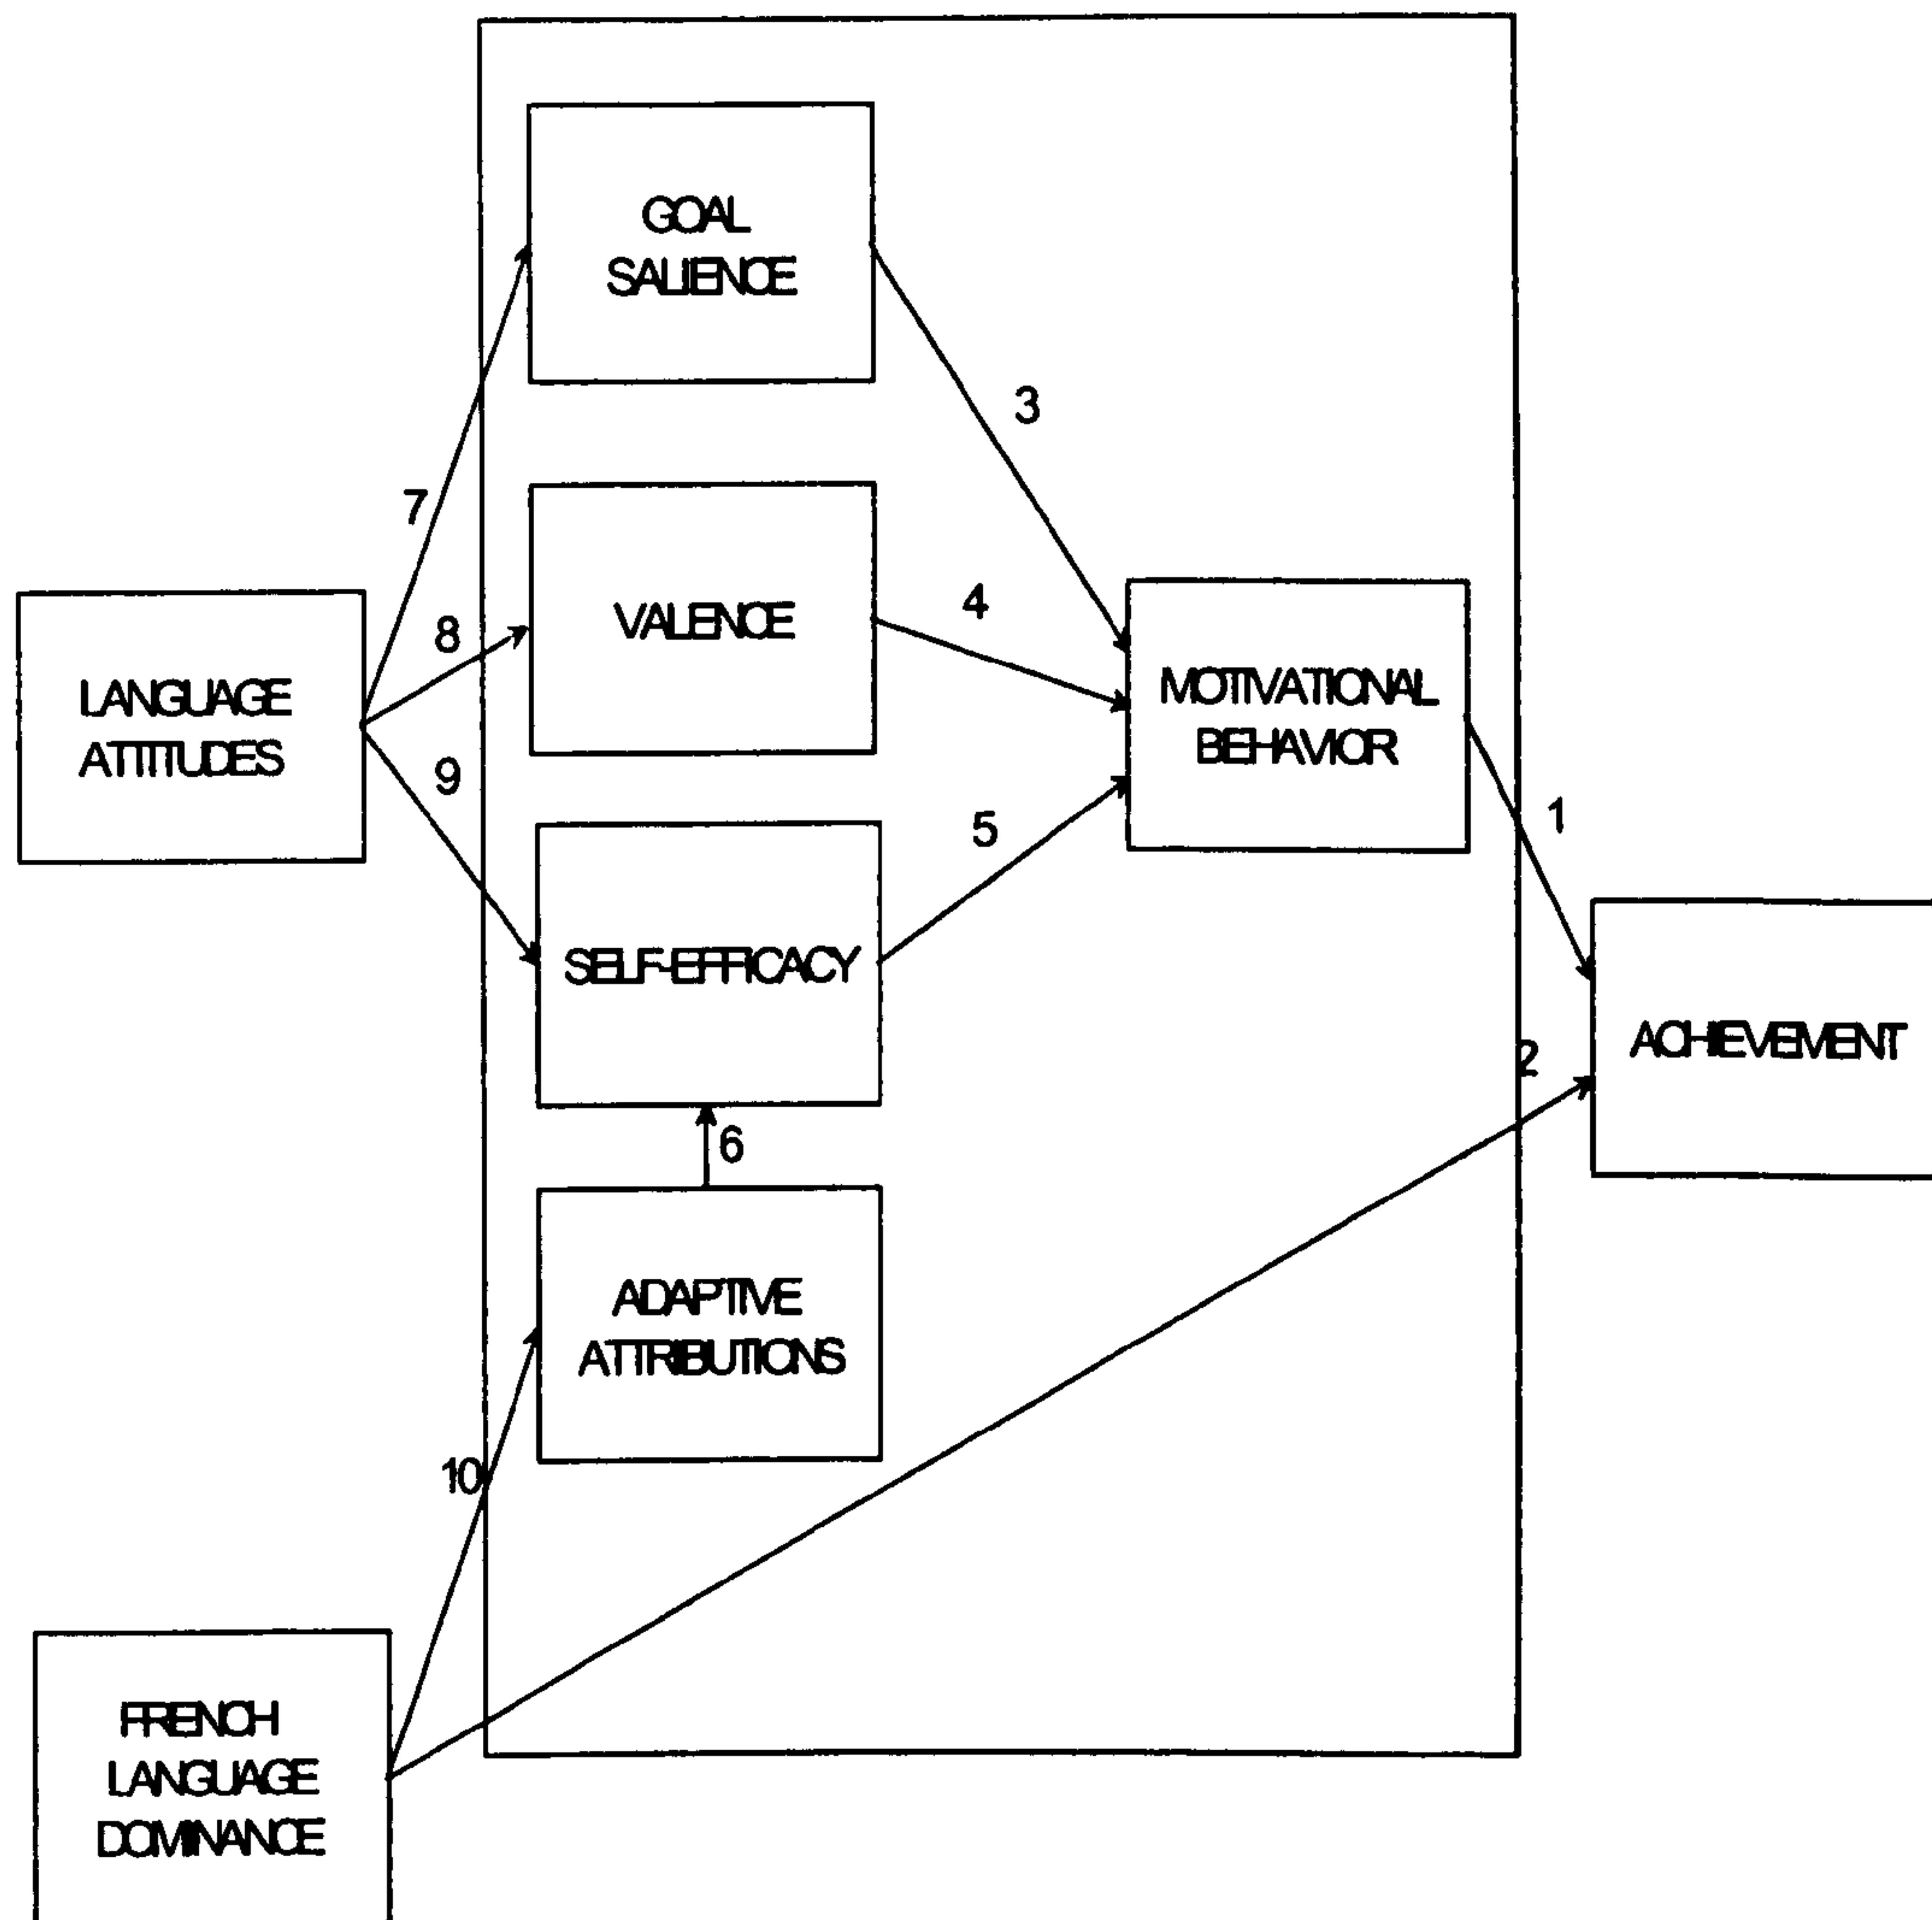 GOAL
SALIENCE
3
7
VALENCE
4
8
LANGUAGE
ATTITUDES
MOTIVATIONAL
BEHAVIOR
9
5
1
SELF-EFFICACY
2
ACHIEVEMENT
6
ADAPTIVE
ATTRIBUTIONS
10
FRENCH
LANGUAGE
DOMINANCE